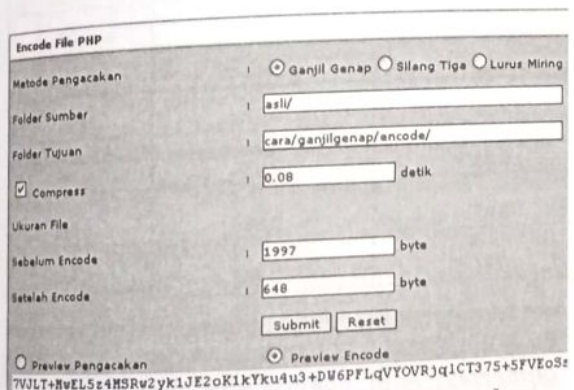 Encode File PHP
Metode Pengacakan : Ganjil Genap Silang Tiga Lurus Miring
Folder Sumber : asli/
Folder Tujuan : cara/ganjilgenap/encode/
Compress : 0.08 detik
Ukuran File
Sebelum Encode : 1997 byte
Setelah Encode : 648 byte
Submit Reset
Preview Pengacakan Preview Encode